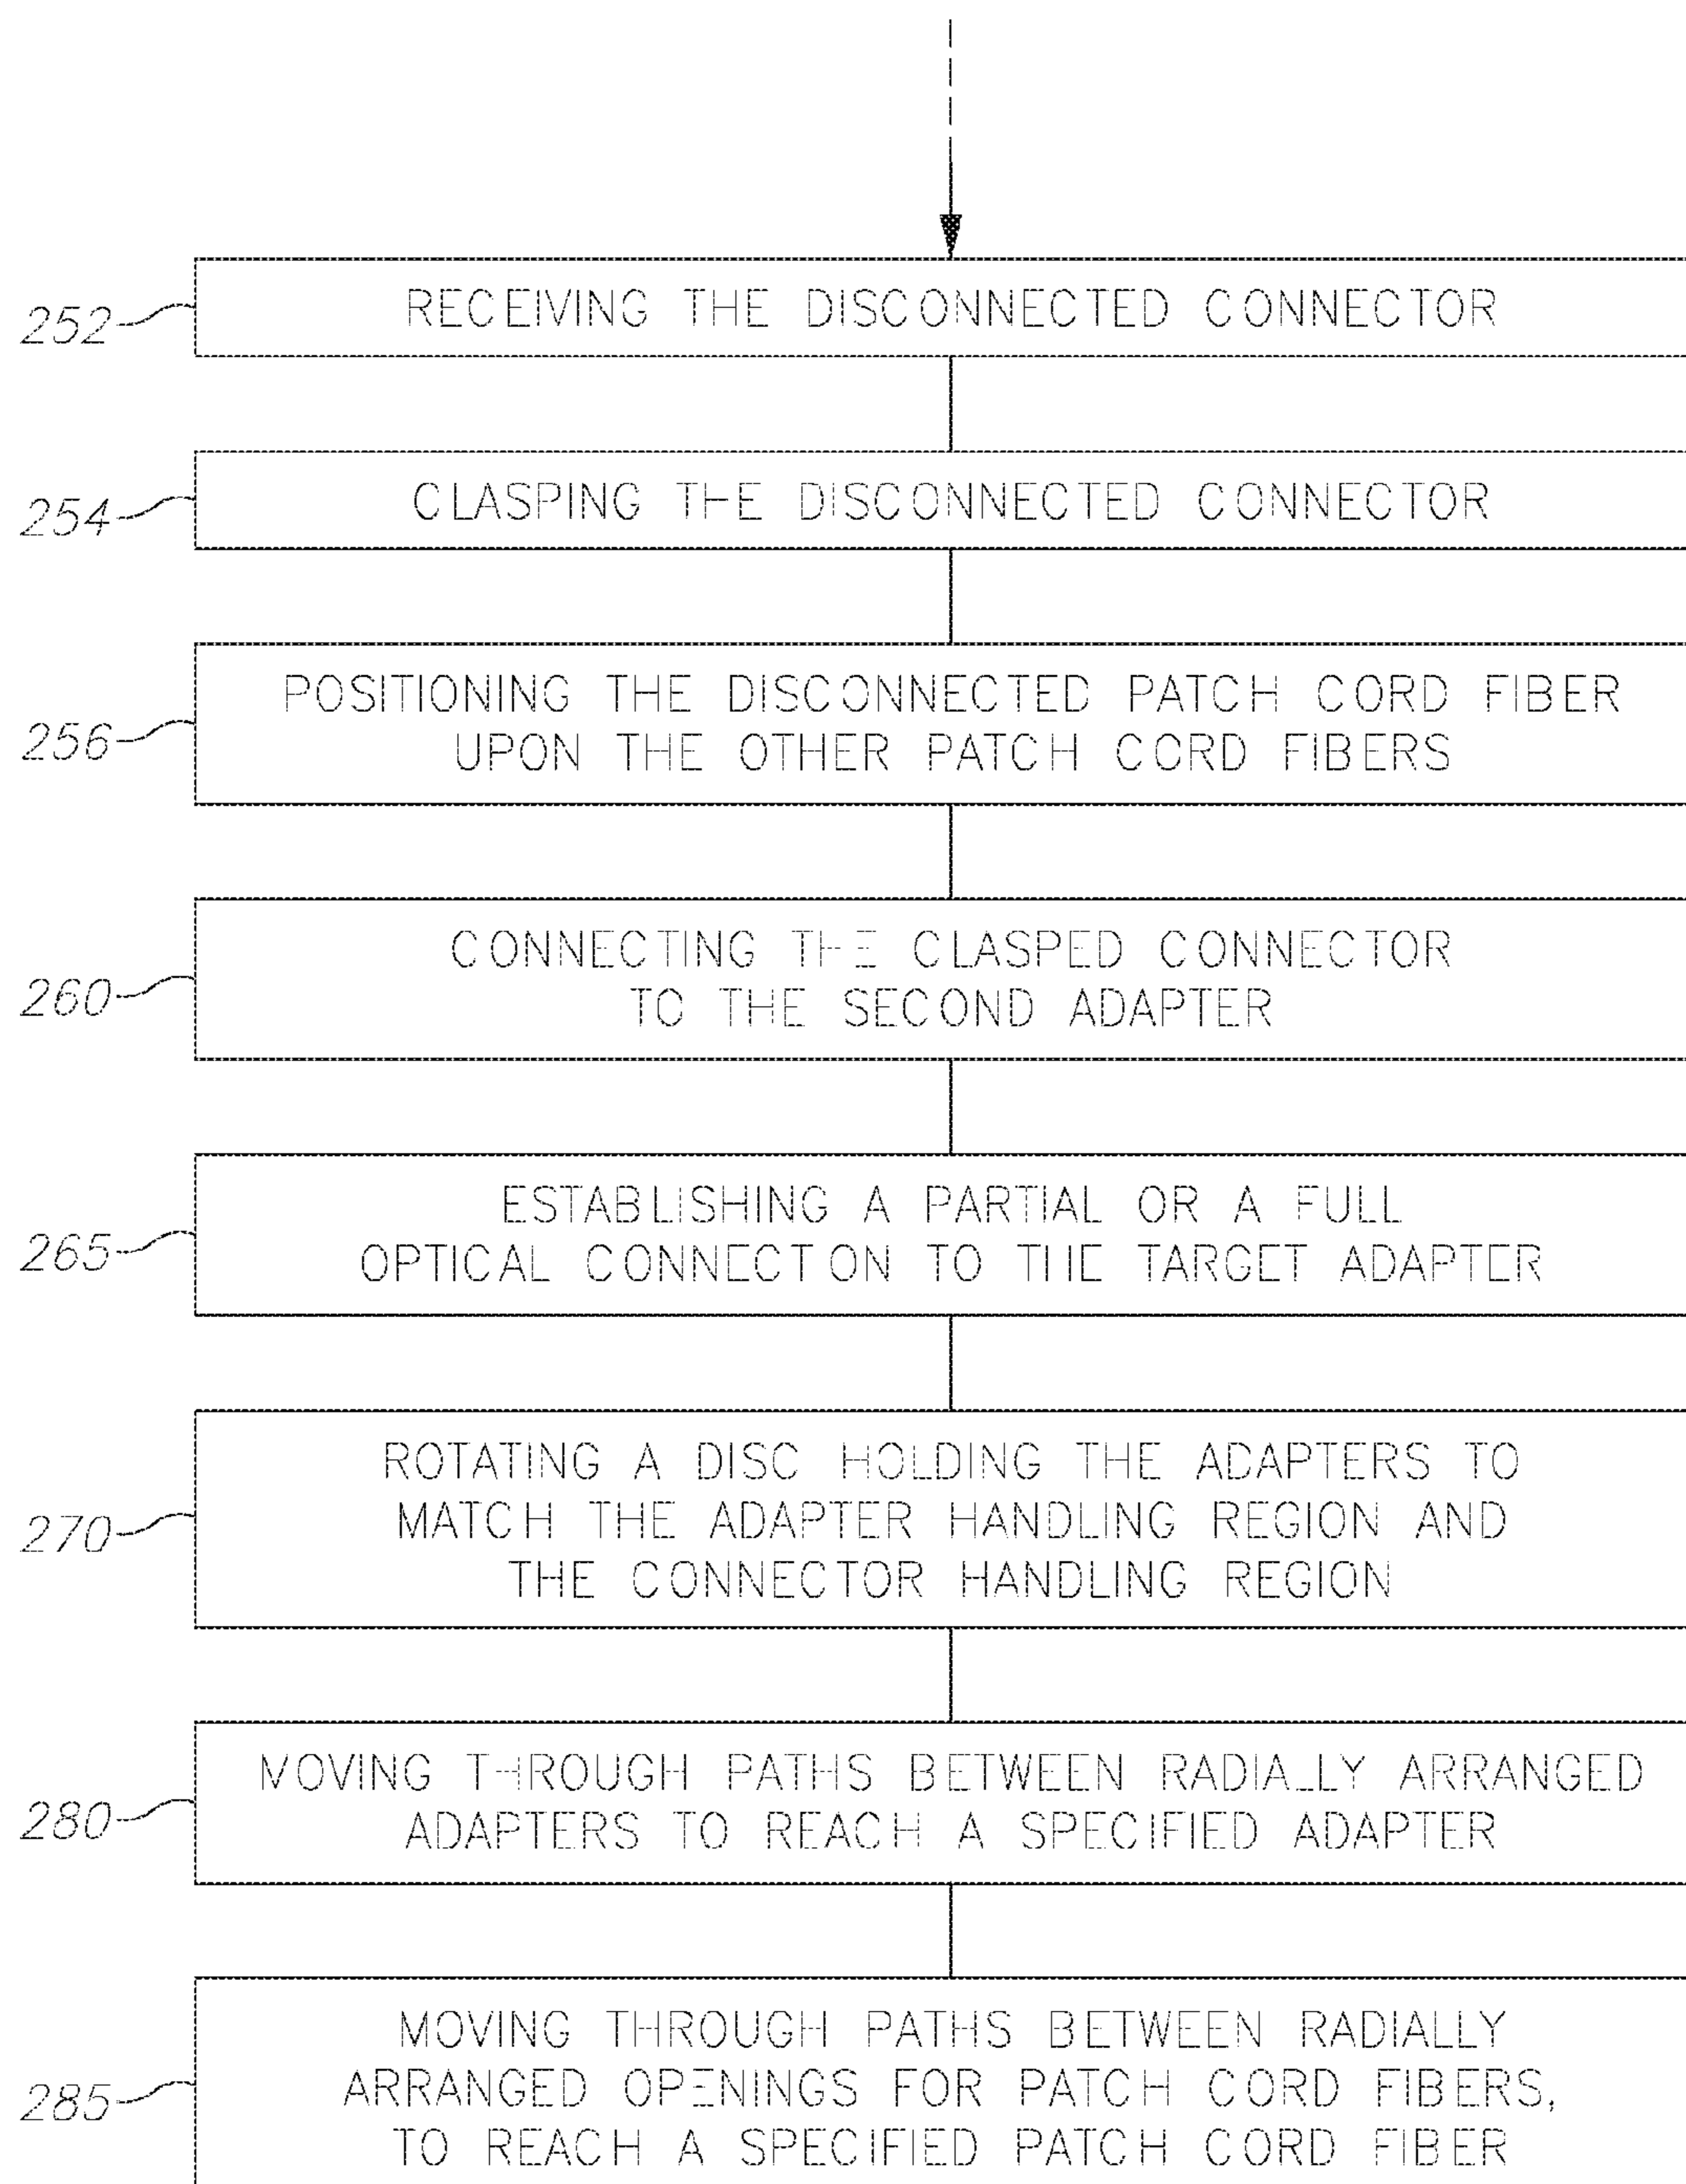 252
RECEIVING THE DISCONNECTED CONNECTOR
254
CLASPING THE DISCONNECTED CONNECTOR
256
POSITIONING THE DISCONNECTED PATCH CORD FIBER
UPON THE OTHER PATCH CORD FIBERS
260
CONNECTING THE CLASPED CONNECTOR
TO THE SECOND ADAPTER
265
ESTABLISHING A PARTIAL OR A FULL
OPTICAL CONNECTION TO THE TARGET ADAPTER
270
ROTATING A DISC HOLDING THE ADAPTERS TO
MATCH THE ADAPTER HANDLING REGION AND
THE CONNECTOR HANDLING REGION
280
MOVING THROUGH PATHS BETWEEN RADIALLY ARRANGED
ADAPTERS TO REACH A SPECIFIED ADAPTER
285
MOVING THROUGH PATHS BETWEEN RADIALLY
ARRANGED OPENINGS FOR PATCH CORD FIBERS,
TO REACH A SPECIFIED PATCH CORD FIBER